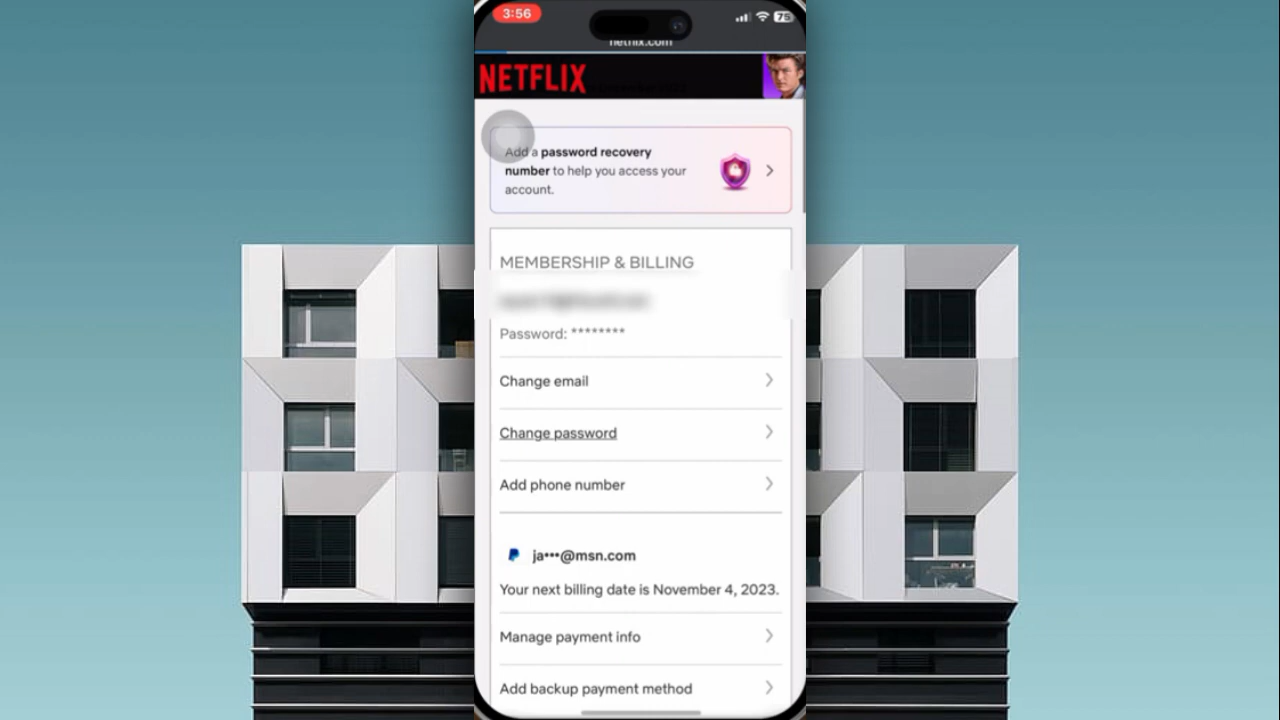 3:56
75
netflix.com
NETFLIX
Add a password recovery
number to help you access your
account.
MEMBERSHIP & BILLING
Password: ********
Change email
Change password
Add phone number
ja•••@msn.com
Your next billing date is November 4, 2023.
Manage payment info
Add backup payment method